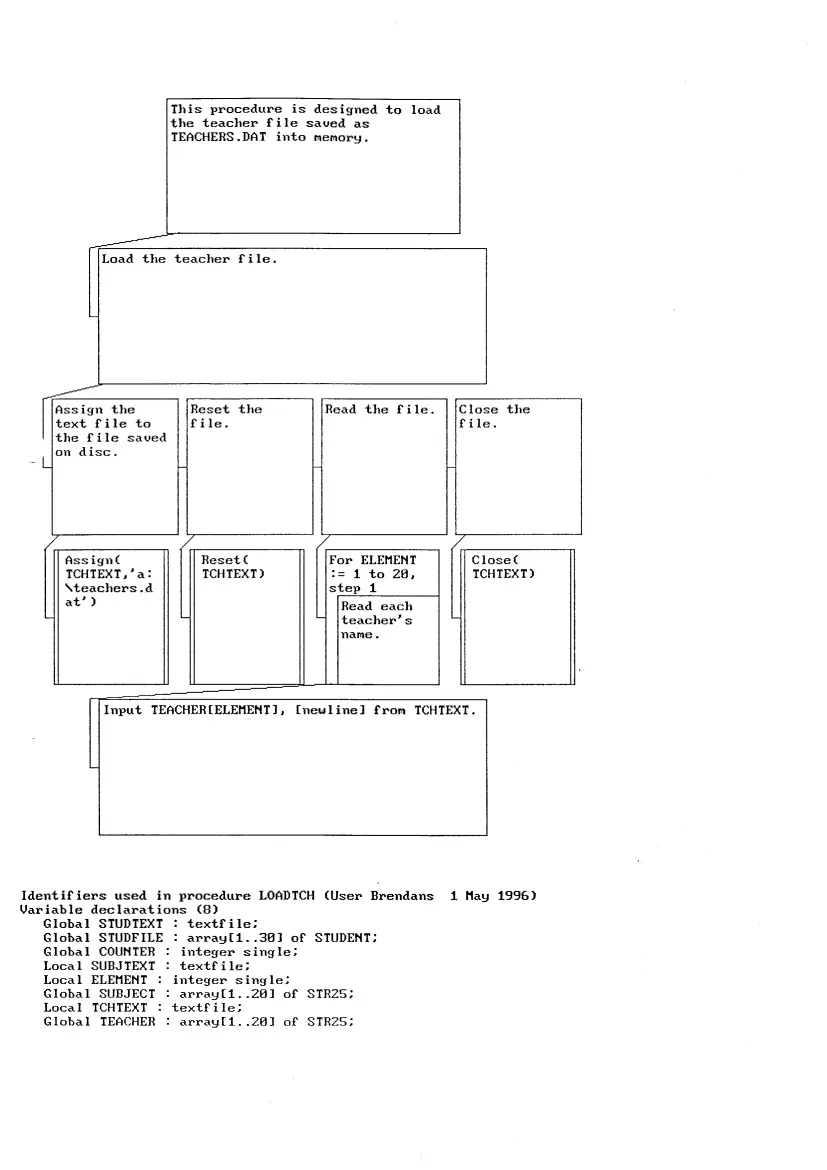 This procedure is designed to load
the teacher file saved as
TEACHERS.DAT into memory.
Load the teacher file.
Assign the
text file to
the file saved
on disc.
Reset the
file.
Read the file.
Close the
file.
Assign(
TCHTEXT,'a:
\teachers.d
at')
Reset(
TCHTEXT)
For ELEMENT
:= 1 to 20,
step 1
Read each
teacher's
name.
Close(
TCHTEXT)
Input TEACHER[ELEMENT], [newline] from TCHTEXT.
Identifiers used in procedure LOADTCH (User Brendans  1 May 1996)
Variable declarations (8)
Global STUDTEXT : textfile;
Global STUDFILE : array[1..30] of STUDENT;
Global COUNTER : integer single;
Local SUBJTEXT : textfile;
Local ELEMENT : integer single;
Global SUBJECT : array[1..20] of STR25;
Local TCHTEXT : textfile;
Global TEACHER : array[1..20] of STR25;